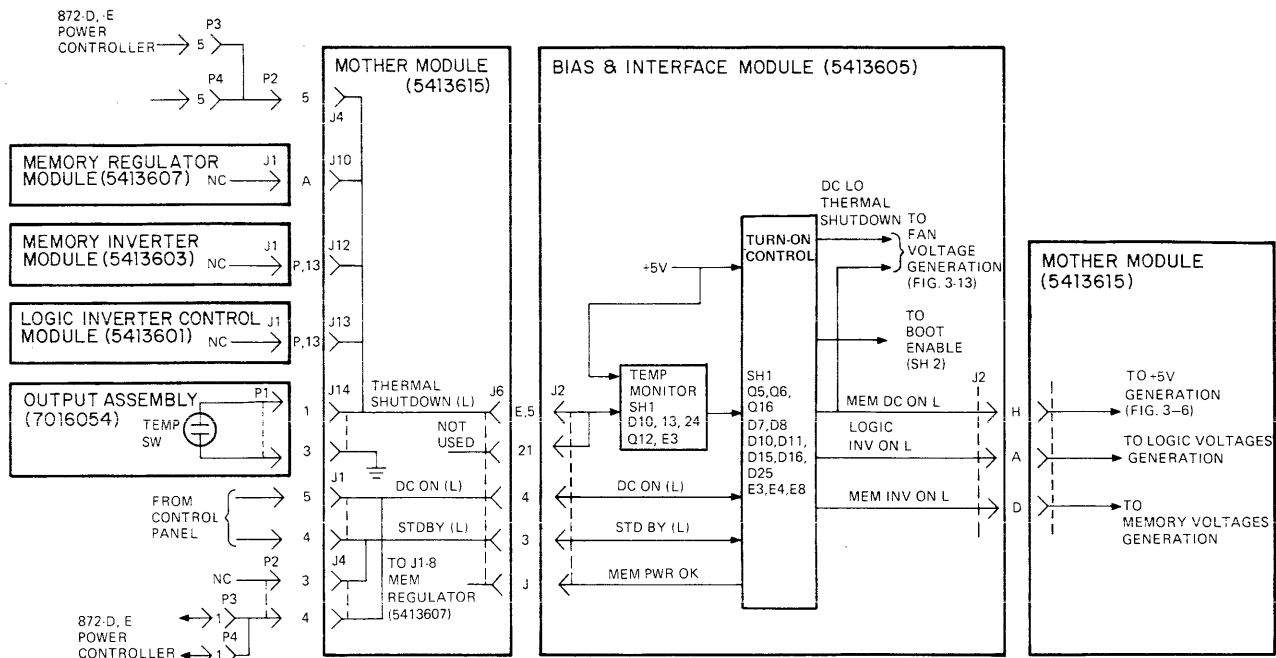 872-D, -E
POWER
CONTROLLER
P3
5
P4
5
P2
5
J4
MOTHER MODULE
(5413615)
MEMORY REGULATOR
MODULE (5413607)
NC
J1
A
J10
MEMORY INVERTER
MODULE (5413603)
NC
J1
P,13
J12
LOGIC INVERTER CONTROL
MODULE (5413601)
NC
J1
P,13
J13
OUTPUT ASSEMBLY
(7016054)
TEMP
SW
P1
1
3
J14
THERMAL
SHUTDOWN (L)
NOT
USED
J6
E,5
21
J2
FROM
CONTROL
PANEL
5
4
J1
DC ON (L)
4
STDBY (L)
3
P2
NC
3
J4
TO J1-8
MEM
REGULATOR
(5413607)
J
872-D, E
POWER
CONTROLLER
P3
1
P4
1
4
BIAS & INTERFACE MODULE (5413605)
+5V
TEMP
MONITOR
SH1
D10, 13, 24
Q12, E3
DC ON (L)
STD BY (L)
MEM PWR OK
TURN-ON
CONTROL
SH1
Q5,Q6,
Q16
D7,D8
D10,D11,
D15,D16,
D25
E3,E4,E8
DC LO
THERMAL
SHUTDOWN
TO
FAN
VOLTAGE
GENERATION
(FIG. 3-13)
TO
BOOT
ENABLE
(SH 2)
MEM DC ON L
LOGIC
INV ON L
MEM INV ON L
J2
H
A
D
MOTHER MODULE
(5413615)
TO +5V
GENERATION
(FIG. 3-6)
TO LOGIC VOLTAGES
GENERATION
TO
MEMORY VOLTAGES
GENERATION